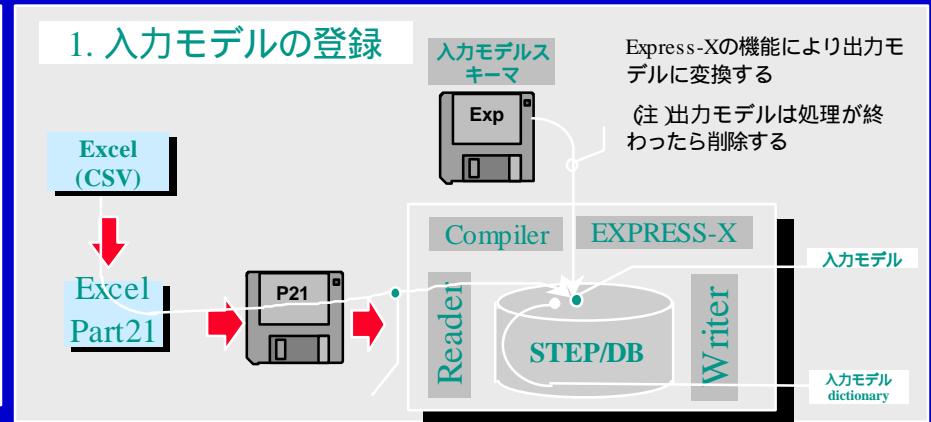 1. 入力モデルの登録
入力モデルス
キーマ
Exp
Express-Xの機能により出力モ
デルに変換する
(注)出力モデルは処理が終
わったら削除する
Excel
(CSV)
Excel
Part21
P21
Compiler
EXPRESS-X
Reader
STEP/DB
Writer
入力モデル
入力モデル
dictionary